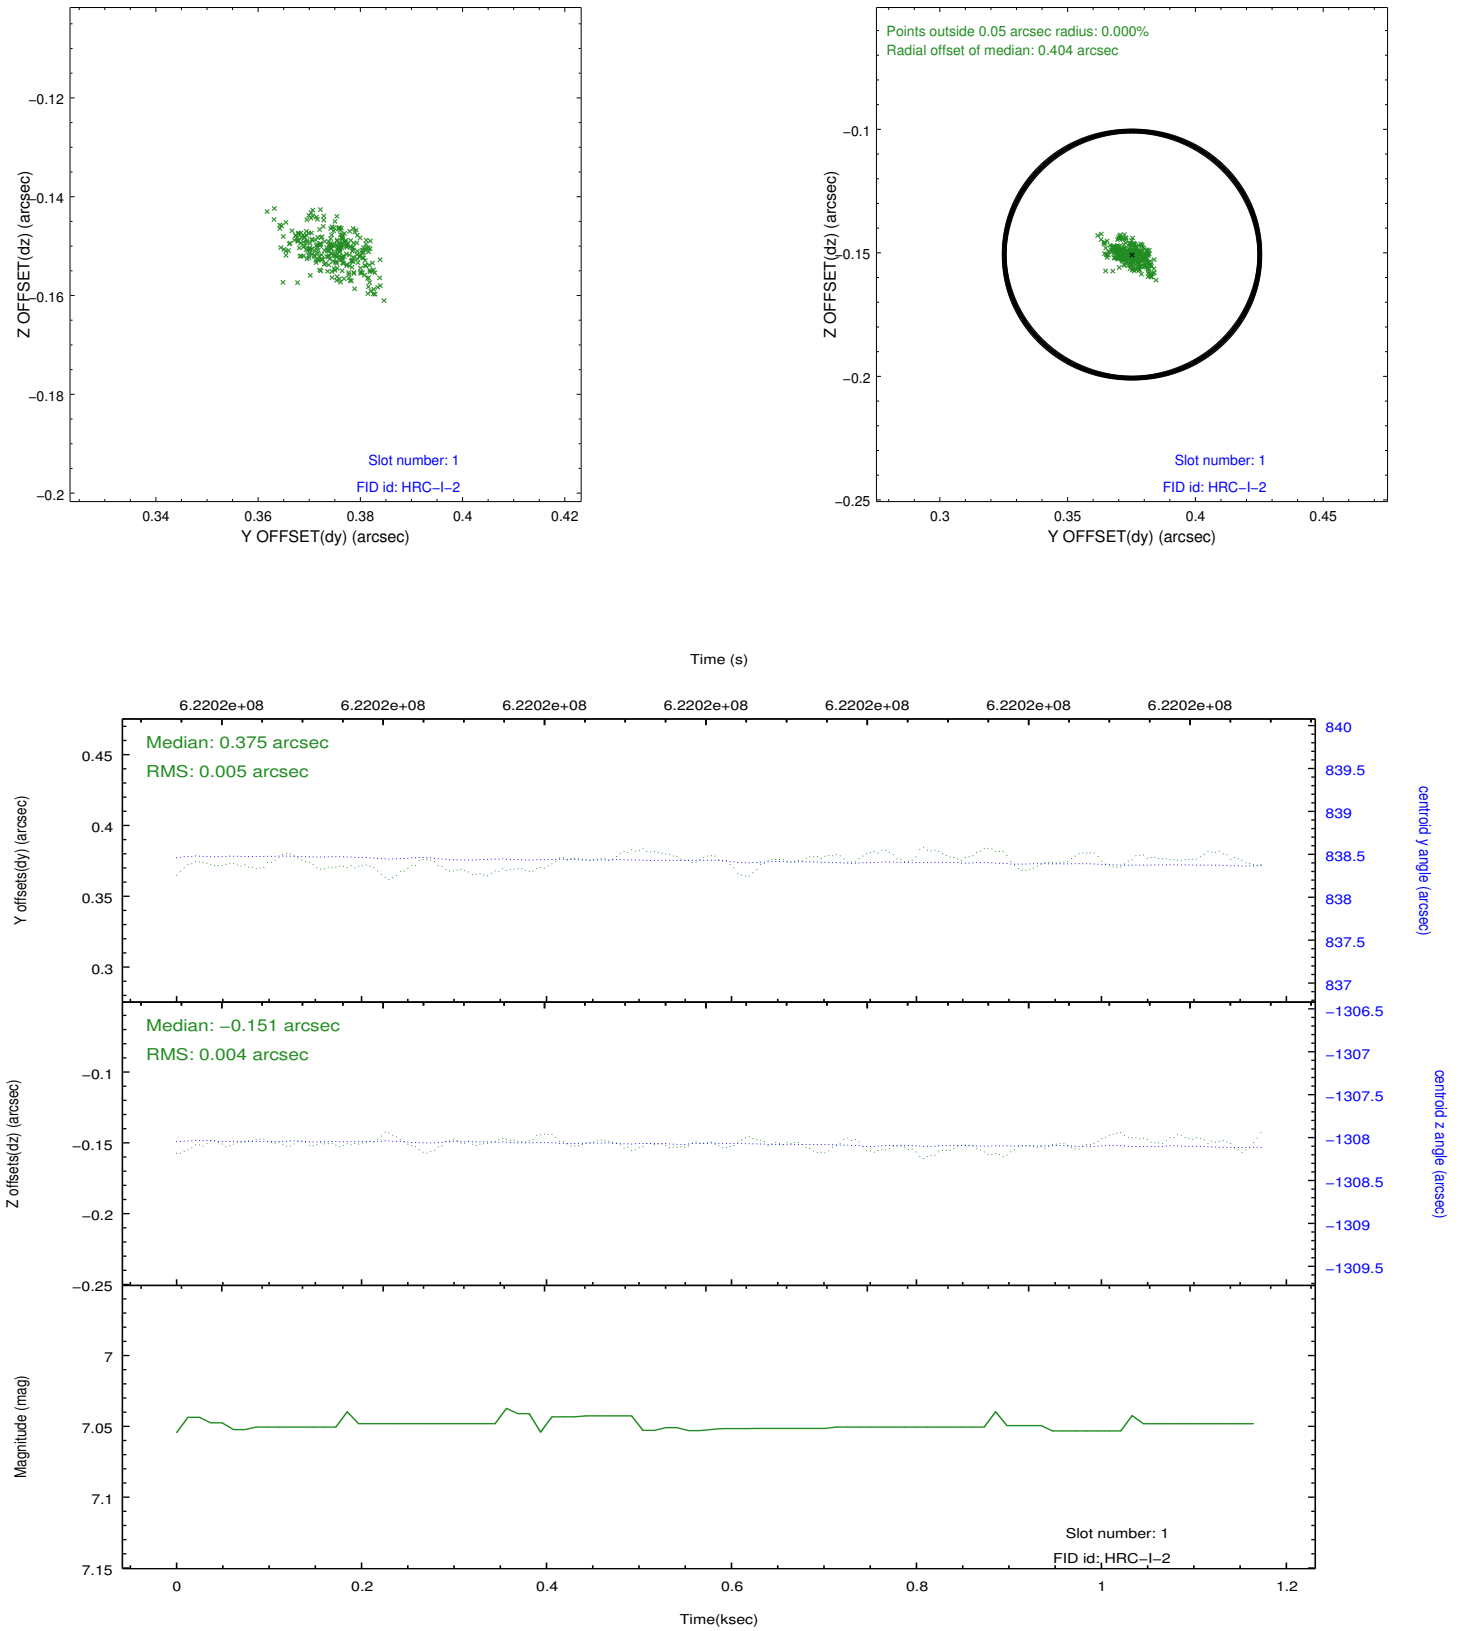 −0.12
−0.14
−0.16
−0.18
−0.2
Z OFFSET(dz) (arcsec)
Slot number: 1
FID id: HRC−I−2
0.34 0.36 0.38 0.4 0.42
Y OFFSET(dy) (arcsec)
Points outside 0.05 arcsec radius: 0.000%
Radial offset of median: 0.404 arcsec
−0.1
−0.15
−0.2
−0.25
Z OFFSET(dz) (arcsec)
Slot number: 1
FID id: HRC−I−2
0.3 0.35 0.4 0.45
Y OFFSET(dy) (arcsec)
Time (s)
6.2202e+08 6.2202e+08 6.2202e+08 6.2202e+08 6.2202e+08 6.2202e+08 6.2202e+08
Median: 0.375 arcsec
RMS: 0.005 arcsec
0.45
0.4
0.35
0.3
Y offsets(dy) (arcsec)
840
839.5
839
838.5
838
837.5
837
centroid y angle (arcsec)
Median: −0.151 arcsec
RMS: 0.004 arcsec
−0.1
−0.15
−0.2
−0.25
Z offsets(dz) (arcsec)
−1306.5
−1307
−1307.5
−1308
−1308.5
−1309
−1309.5
centroid z angle (arcsec)
7
7.05
7.1
7.15
Magnitude (mag)
Slot number: 1
FID id: HRC−I−2
0 0.2 0.4 0.6 0.8 1 1.2
Time(ksec)